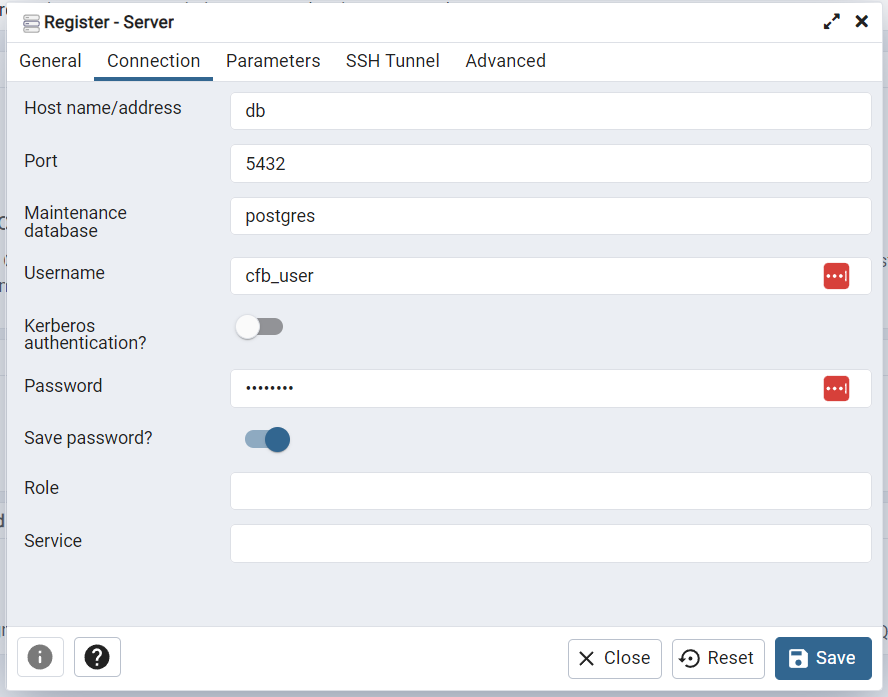 Register - Server
General Connection Parameters SSH Tunnel Advanced
Host name/address
db
Port
5432
Maintenance
database
postgres
Username
cfb_user
Kerberos
authentication?
Password
••••••••
Save password?
Role
Service
Close Reset Save